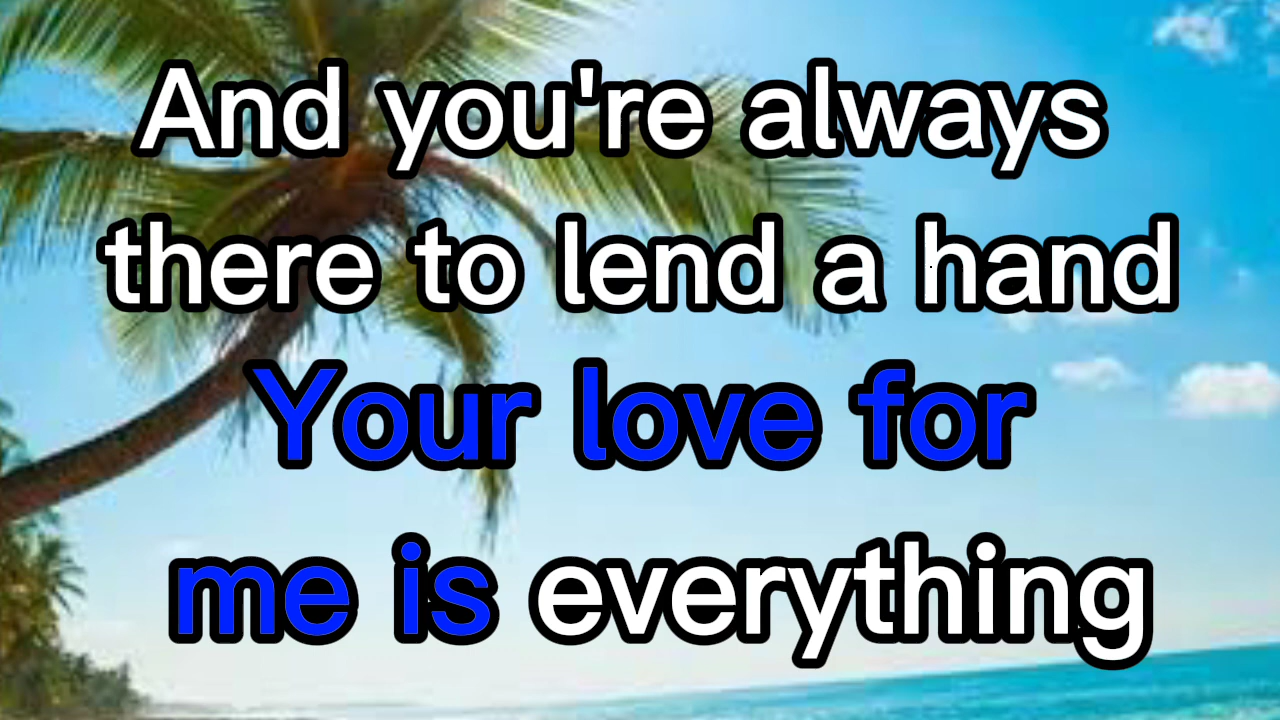 And you're always
there to lend a hand
Your love for
me is everything